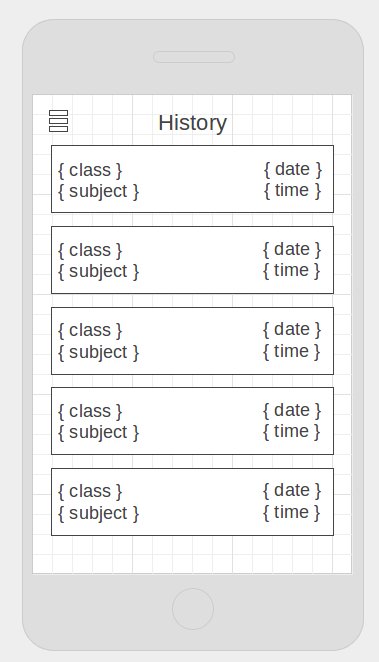 History
{ class } { date }
{ subject } { time }
{ class } { date }
{ subject } { time }
{ class } { date }
{ subject } { time }
{ class } { date }
{ subject } { time }
{ class } { date }
{ subject } { time }